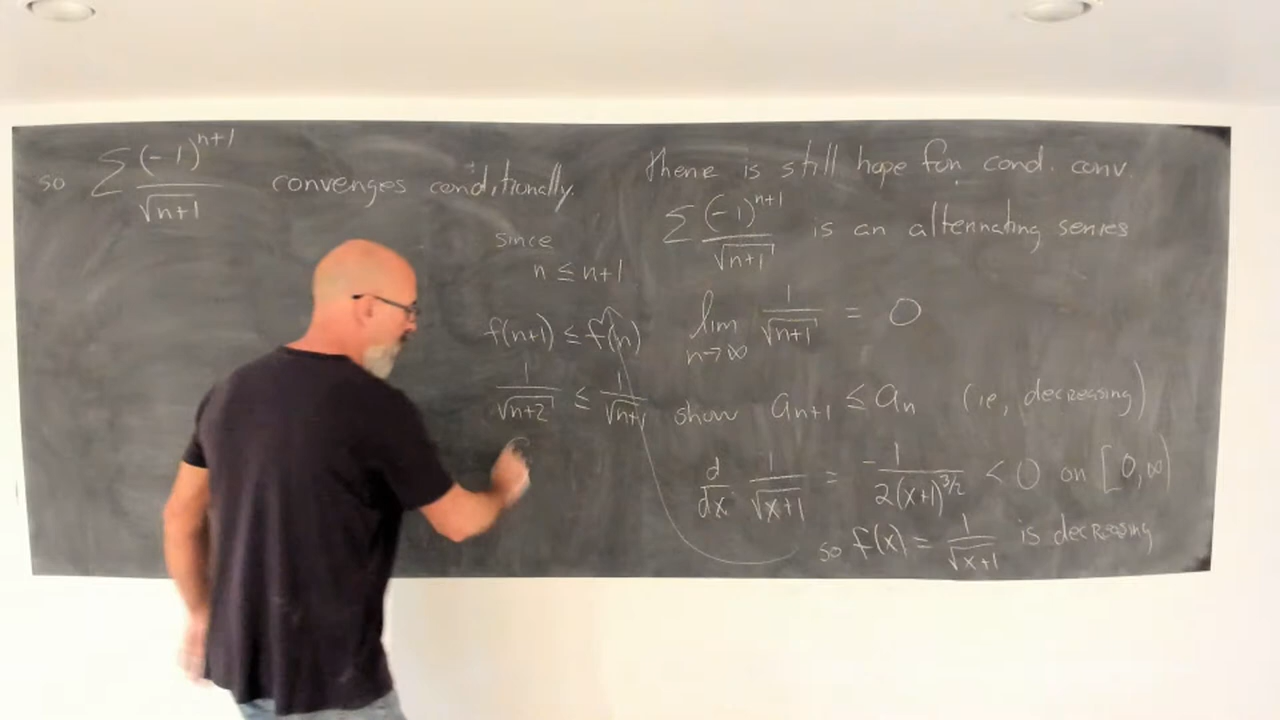 so ∑ (-1)^{n+1} / √(n+1) converges conditionally.
since
n ≤ n+1
f(n+1) ≤ f(n)
1/√(n+2) ≤ 1/√(n+1)
There is still hope for cond. conv.
∑ (-1)^{n+1} / √(n+1) is an alternating series
lim n→∞ 1/√(n+1) = 0
show a_{n+1} ≤ a_n (ie, decreasing)
d/dx 1/√(x+1) = -1/(2(x+1)^{3/2}) < 0 on [0,∞)
so f(x) = 1/√(x+1) is decreasing